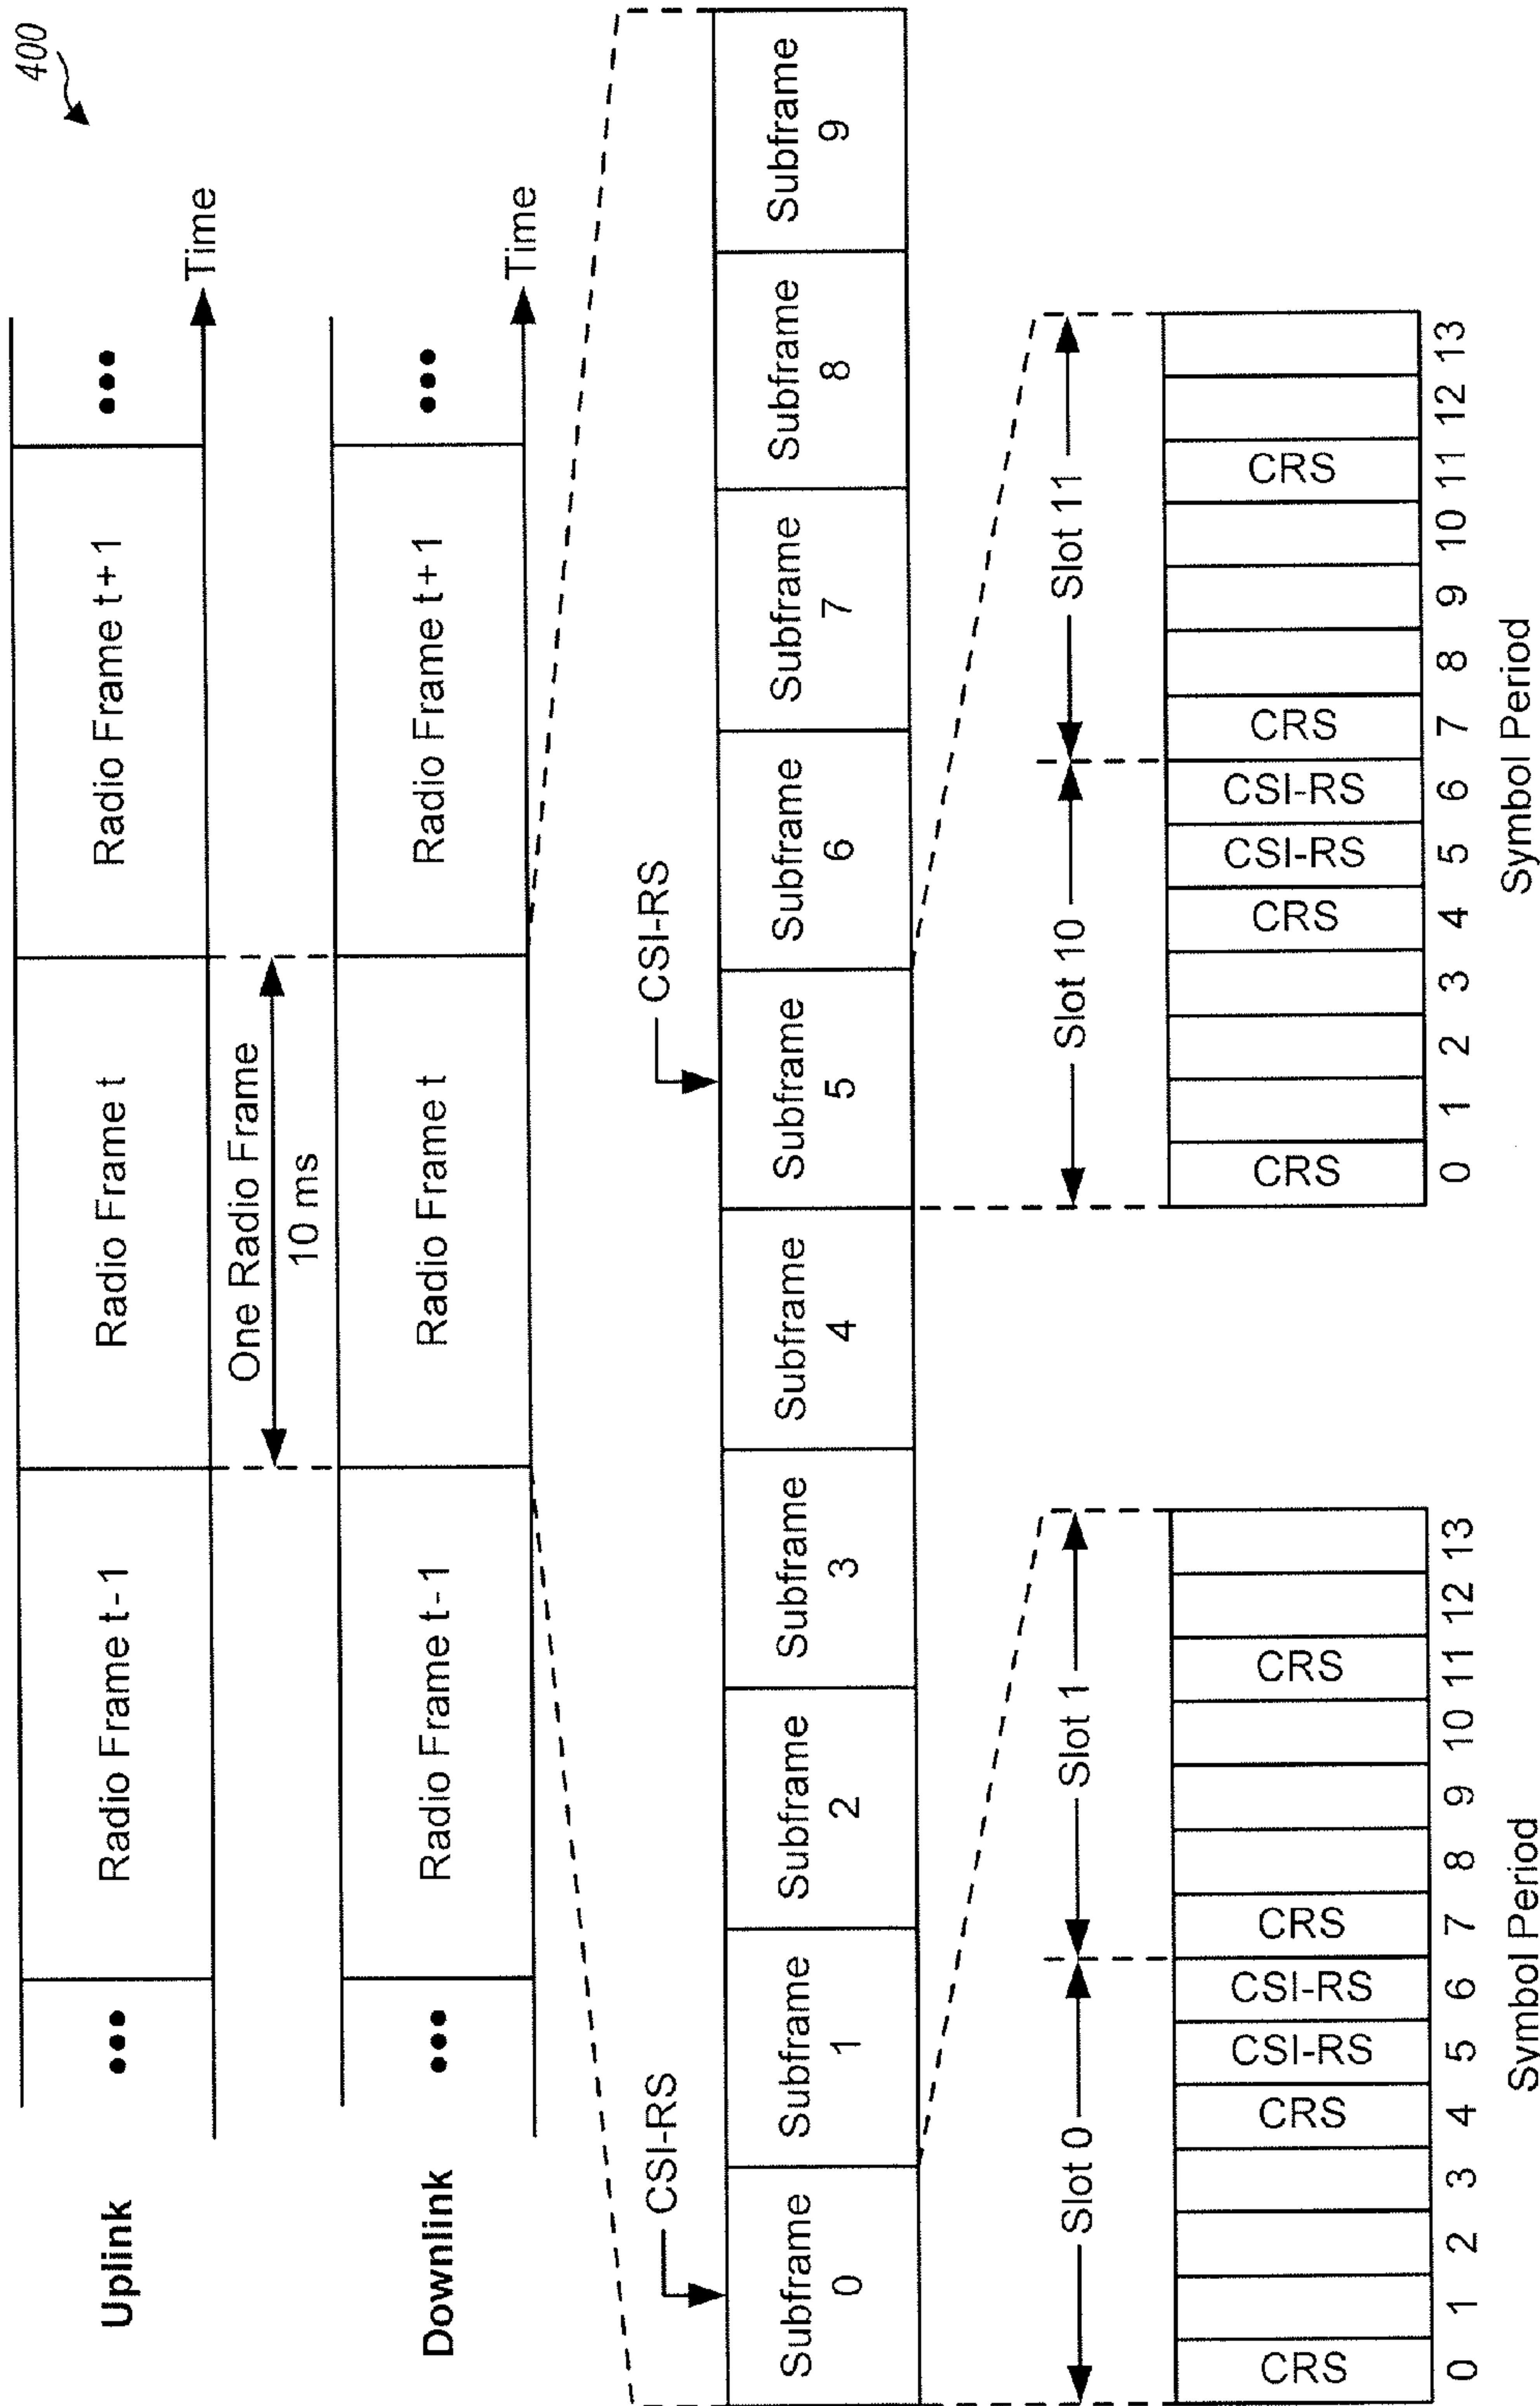 400
Uplink
••• Radio Frame t-1 Radio Frame t Radio Frame t+1 •••
Time
One Radio Frame
10 ms
Downlink
••• Radio Frame t-1 Radio Frame t Radio Frame t+1 •••
Time
CSI-RS CSI-RS
Subframe 0 Subframe 1 Subframe 2 Subframe 3 Subframe 4 Subframe 5 Subframe 6 Subframe 7 Subframe 8 Subframe 9
Slot 0 Slot 1
CRS CRS CSI-RS CSI-RS CRS CRS
0 1 2 3 4 5 6 7 8 9 10 11 12 13
Symbol Period
Slot 10 Slot 11
CRS CRS CSI-RS CSI-RS CRS CRS
0 1 2 3 4 5 6 7 8 9 10 11 12 13
Symbol Period